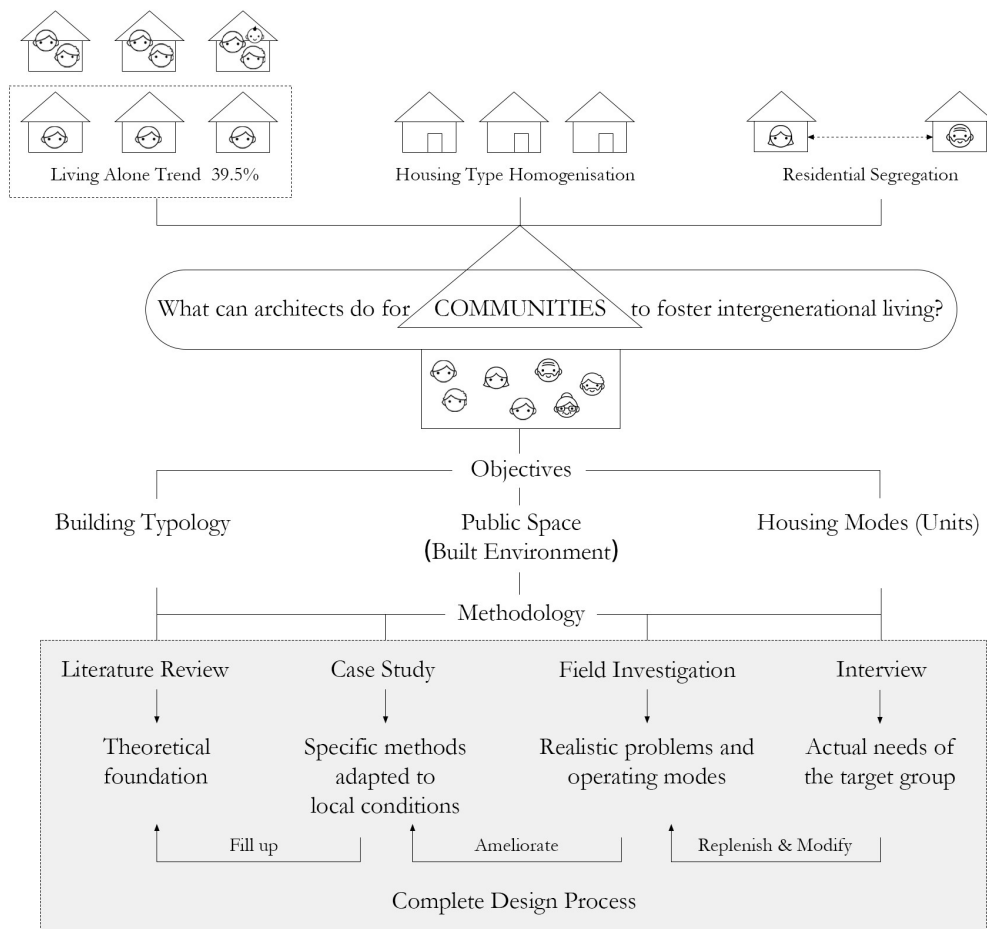 Living Alone Trend 39.5%
Housing Type Homogenisation
Residential Segregation
What can architects do for COMMUNITIES to foster intergenerational living?
Objectives
Building Typology
Public Space
(Built Environment)
Housing Modes (Units)
Methodology
Literature Review
Case Study
Field Investigation
Interview
Theoretical
foundation
Specific methods
adapted to
local conditions
Realistic problems and
operating modes
Actual needs of
the target group
Fill up
Ameliorate
Replenish & Modify
Complete Design Process